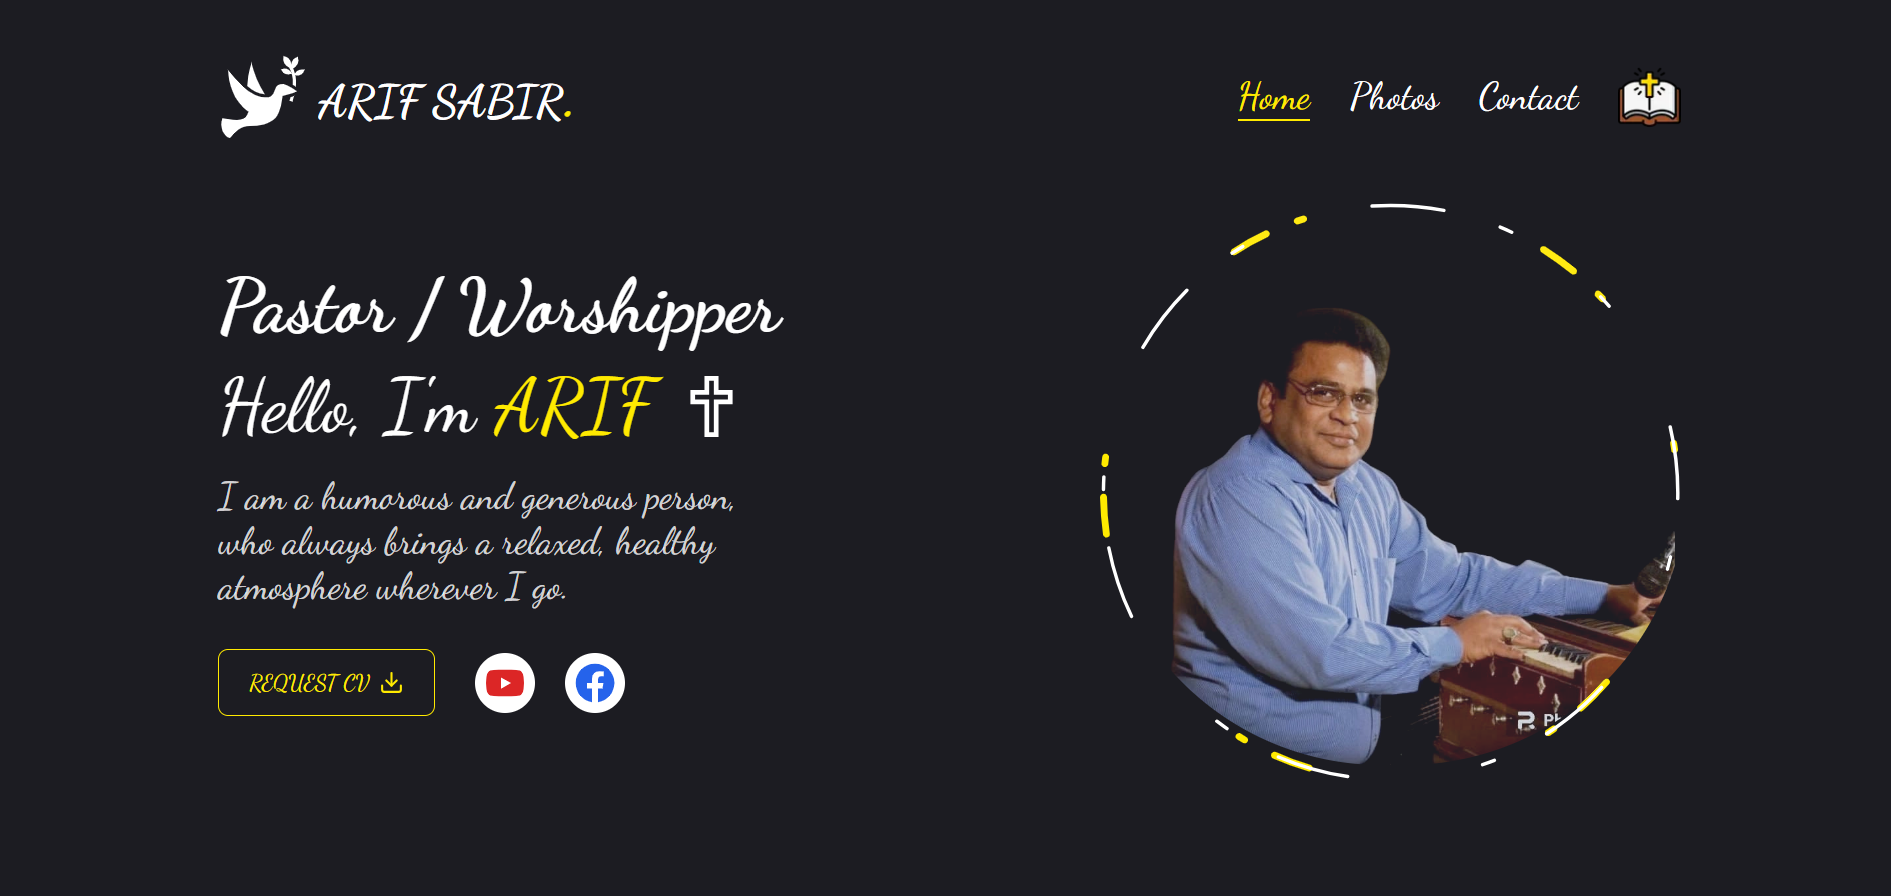 ARIF SABIR.
Home Photos Contact
Pastor / Worshipper
Hello, I'm ARIF
I am a humorous and generous person,
who always brings a relaxed, healthy
atmosphere wherever I go.
REQUEST CV